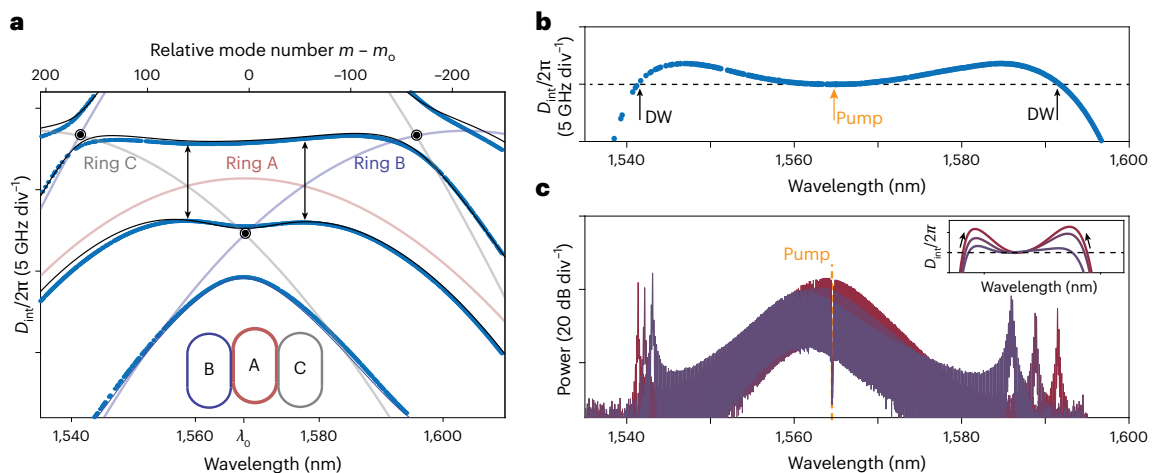 a
Relative mode number m – mₒ
200 100 0 –100 –200
Ring C Ring A Ring B
B A C
D_int/2π (5 GHz div⁻¹)
1,540 1,560 λₒ 1,580 1,600
Wavelength (nm)
b
D_int/2π
(5 GHz div⁻¹)
DW Pump DW
1,540 1,560 1,580 1,600
Wavelength (nm)
c
Pump
D_int/2π
Wavelength (nm)
Power (20 dB div⁻¹)
1,540 1,560 1,580 1,600
Wavelength (nm)